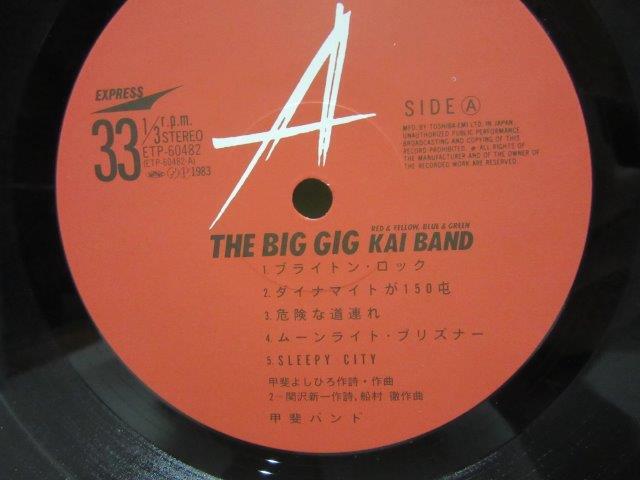 A
EXPRESS
33 1/3 r.p.m.
STEREO
ETP-60482
(ETP-60482-A)
Ⓟ1983
SIDE Ⓐ
MFD. BY TOSHIBA-EMI LTD. IN JAPAN
UNAUTHORIZED PUBLIC PERFORMANCE
BROADCASTING AND COPYING OF THIS
RECORD PROHIBITED. ALL RIGHTS OF
THE MANUFACTURER AND OF THE OWNER OF
THE RECORDED WORK ARE RESERVED.
RED & YELLOW, BLUE & GREEN
THE BIG GIG KAI BAND
1.ブライトン・ロック
2.ダイナマイトが150屯
3.危険な道連れ
4.ムーンライト・プリズナー
5.SLEEPY CITY
甲斐よしひろ作詩・作曲
2-関沢新一作詩、船村 徹作曲
甲斐バンド